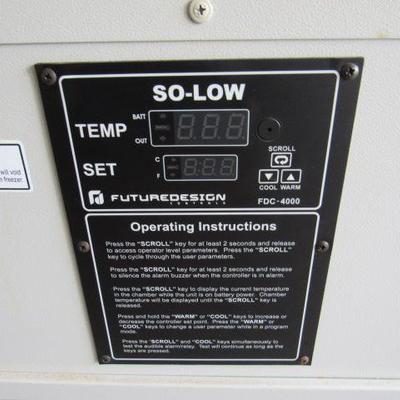 SO-LOW
BATT
TEMP
OUT
SCROLL
SET
C
F
COOL WARM
FUTUREDESIGN
CONTROLS
FDC-4000
will void
freezer.
Operating Instructions
Press the "SCROLL" key for at least 2 seconds and release
to access operator level parameters. Press the "SCROLL"
key to cycle through the user parameters.
Press the "SCROLL" key for at least 2 seconds and release
to silence the alarm buzzer when the controller is in alarm.
Press the "SCROLL" key to display the current temperature
in the chamber while the unit is on battery power. Chamber
temperature will be displayed until the "SCROLL" key is
released.
Press and hold the "WARM" or "COOL" keys to increase or
decrease the controller set point. Press the "WARM" or
"COOL" keys to change a user parameter while in a program
mode.
Press the "SCROLL" and "COOL" keys simultaneously to
test the audible alarm/relay. Test will continue as long as the
keys are pressed.